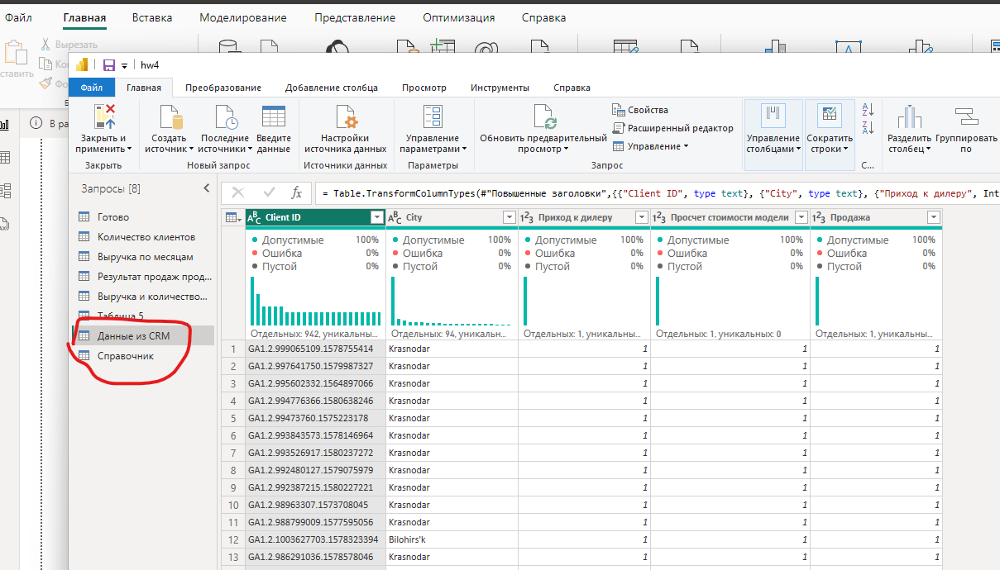 Файл Главная Вставка Моделирование Представление Оптимизация Справка
Вырезать
ставить
hw4
Файл Главная Преобразование Добавление столбца Просмотр Инструменты Справка
Закрыть и применить
Создать источник
Последние источники
Введите данные
Настройки источника данных
Управление параметрами
Обновить предварительный просмотр
Свойства
Расширенный редактор
Управление
Управление столбцами
Сократить строки
Разделить столбец
Группировать по
Закрыть Новый запрос Источники данных Параметры Запрос С...
В ра
Запросы [8]
Готово
Количество клиентов
Выручка по месяцам
Результат продаж прод...
Выручка и количество...
Таблица 5
Данные из CRM
Справочник
fx = Table.TransformColumnTypes(#"Повышенные заголовки",{{"Client ID", type text}, {"City", type text}, {"Приход к дилеру", Int
ABC Client ID ABC City 123 Приход к дилеру 123 Просчет стоимости модели 123 Продажа
Допустимые 100% Допустимые 100% Допустимые 100% Допустимые 100% Допустимые 100%
Ошибка 0% Ошибка 0% Ошибка 0% Ошибка 0% Ошибка 0%
Пустой 0% Пустой 0% Пустой 0% Пустой 0% Пустой 0%
Отдельных: 942, уникальны... Отдельных: 94, уникальн... Отдельных: 1, уникальны... Отдельных: 1, уникальных: 0 Отдельных: 1, уникальны...
1 GA1.2.999065109.1578755414 Krasnodar 1 1 1
2 GA1.2.997641750.1579987327 Krasnodar 1 1 1
3 GA1.2.995602332.1564897066 Krasnodar 1 1 1
4 GA1.2.994776366.1580638246 Krasnodar 1 1 1
5 GA1.2.99473760.1575223178 Krasnodar 1 1 1
6 GA1.2.993843573.1578146964 Krasnodar 1 1 1
7 GA1.2.993526917.1580237272 Krasnodar 1 1 1
8 GA1.2.992480127.1579075979 Krasnodar 1 1 1
9 GA1.2.992387215.1580227221 Krasnodar 1 1 1
10 GA1.2.98963307.1573708045 Krasnodar 1 1 1
11 GA1.2.988799009.1577595056 Krasnodar 1 1 1
12 GA1.2.1003627703.1578323394 Bilohirs'k 1 1 1
13 GA1.2.986291036.1578578046 Krasnodar 1 1 1